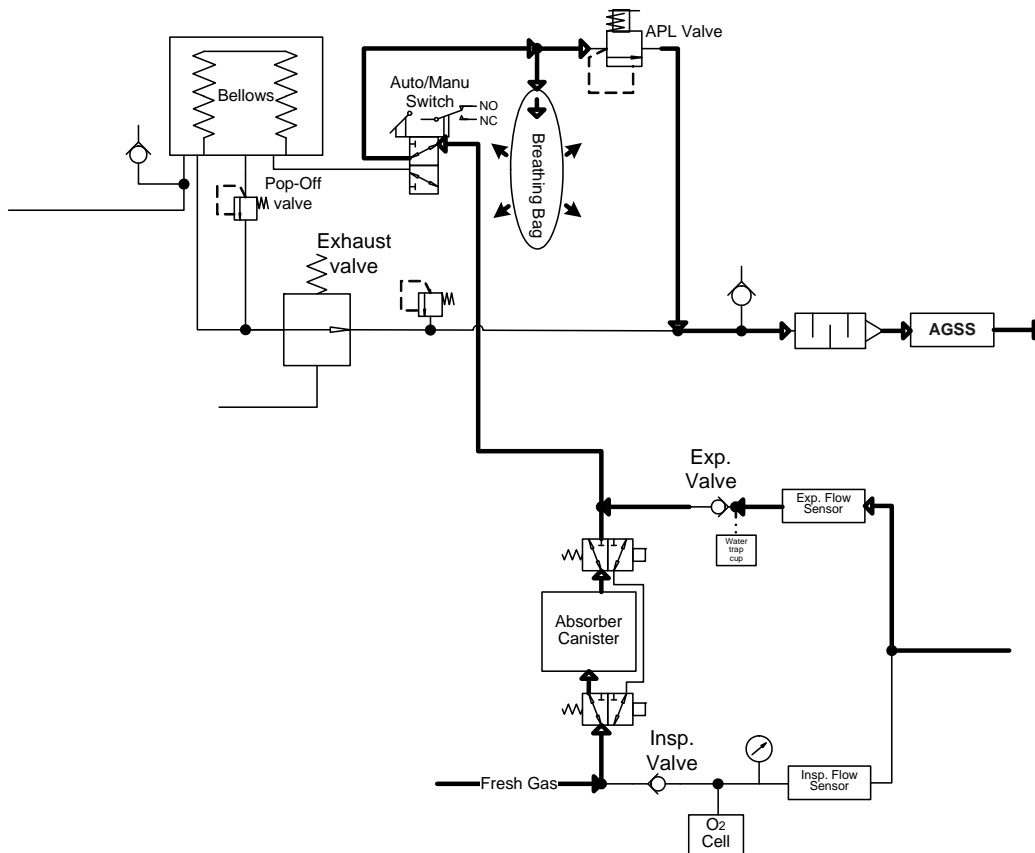 APL Valve
Bellows
Auto/Manu
Switch
NO
NC
Breathing Bag
Pop-Off
valve
Exhaust
valve
AGSS
Exp.
Valve
Exp. Flow
Sensor
Water
trap
cup
Absorber
Canister
Insp.
Valve
Fresh Gas
Insp. Flow
Sensor
O2
Cell